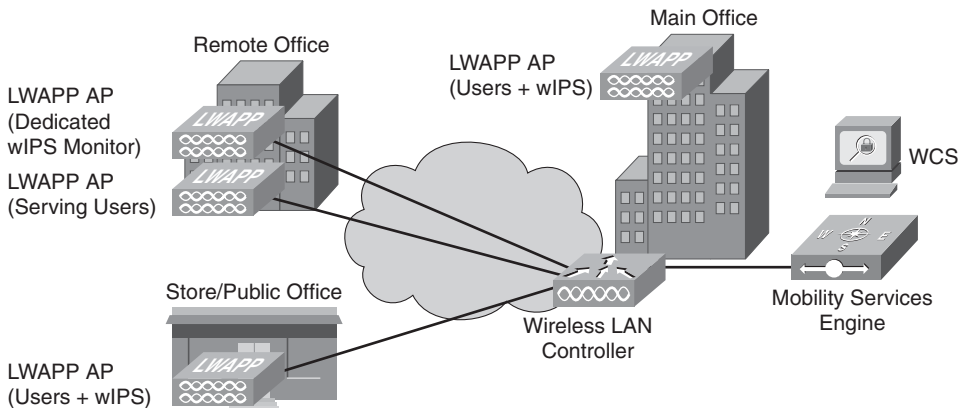 Main Office
Remote Office
LWAPP AP
(Users + wIPS)
LWAPP
LWAPP AP
(Dedicated
wIPS Monitor)
LWAPP
LWAPP AP
(Serving Users)
LWAPP
WCS
N
W
E
S
Store/Public Office
Wireless LAN
Controller
Mobility Services
Engine
LWAPP AP
(Users + wIPS)
LWAPP